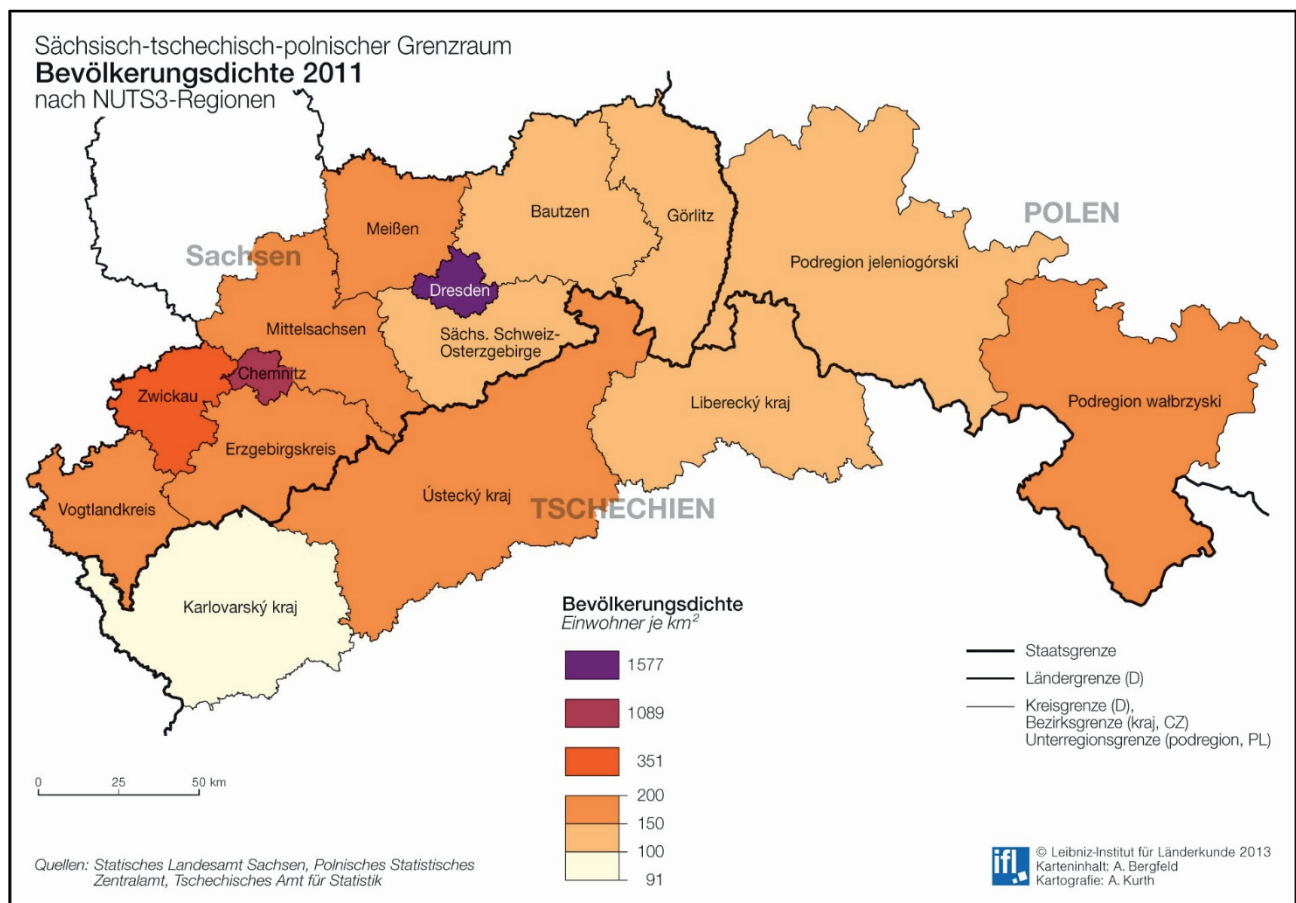 Sächsisch-tschechisch-polnischer Grenzraum
Bevölkerungsdichte 2011
nach NUTS3-Regionen
Sachsen
POLEN
TSCHECHIEN
Meißen
Bautzen
Görlitz
Dresden
Podregion jeleniogórski
Mittelsachsen
Sächs. Schweiz-
Osterzgebirge
Chemnitz
Zwickau
Liberecký kraj
Podregion wałbrzyski
Erzgebirgskreis
Ústecký kraj
Vogtlandkreis
Karlovarský kraj
Bevölkerungsdichte
Einwohner je km²
1577
1089
351
200
150
100
91
Staatsgrenze
Ländergrenze (D)
Kreisgrenze (D),
Bezirksgrenze (kraj, CZ)
Unterregionsgrenze (podregion, PL)
0 25 50 km
Quellen: Statisches Landesamt Sachsen, Polnisches Statistisches
Zentralamt, Tschechisches Amt für Statistik
ifl
© Leibniz-Institut für Länderkunde 2013
Karteninhalt: A. Bergfeld
Kartografie: A. Kurth